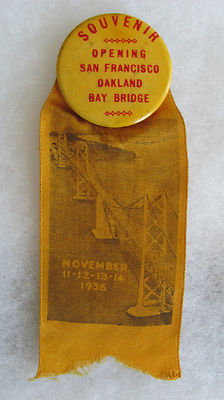 SOUVENIR
OPENING
SAN FRANCISCO
OAKLAND
BAY BRIDGE
NOVEMBER
11-12-13-14
1936